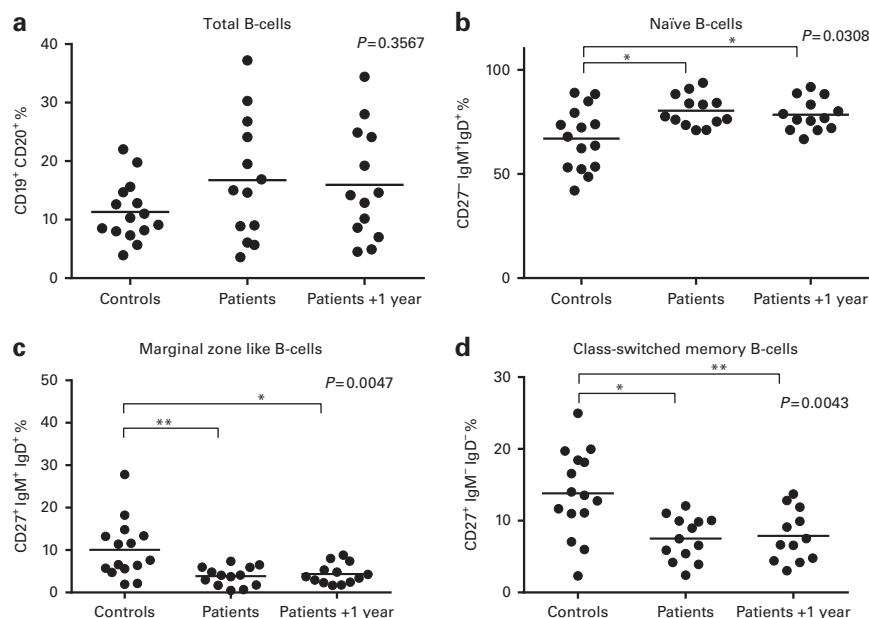 a
Total B-cells
P=0.3567
CD19⁺ CD20⁺ %
40
30
20
10
0
Controls
Patients
Patients +1 year
b
Naïve B-cells
P=0.0308
*
*
CD27⁻ IgM⁺IgD⁺ %
100
50
0
Controls
Patients
Patients +1 year
c
Marginal zone like B-cells
P=0.0047
*
**
CD27⁺ IgM⁺ IgD⁺ %
50
40
30
20
10
0
Controls
Patients
Patients +1 year
d
Class-switched memory B-cells
**
*
P=0.0043
CD27⁺ IgM⁻ IgD⁻ %
30
20
10
0
Controls
Patients
Patients +1 year